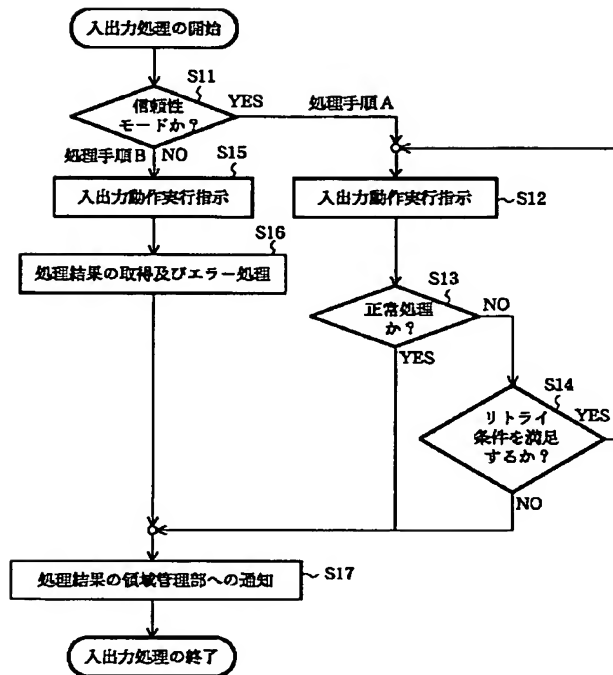 入出力処理の開始
S11
信頼性
モードか？
YES
処理手順A
処理手順B
NO
S15
入出力動作実行指示
入出力動作実行指示
S12
S16
処理結果の取得及びエラー処理
S13
正常処理
か？
NO
YES
S14
リトライ
条件を満足
するか？
YES
NO
処理結果の領域管理部への通知
S17
入出力処理の終了